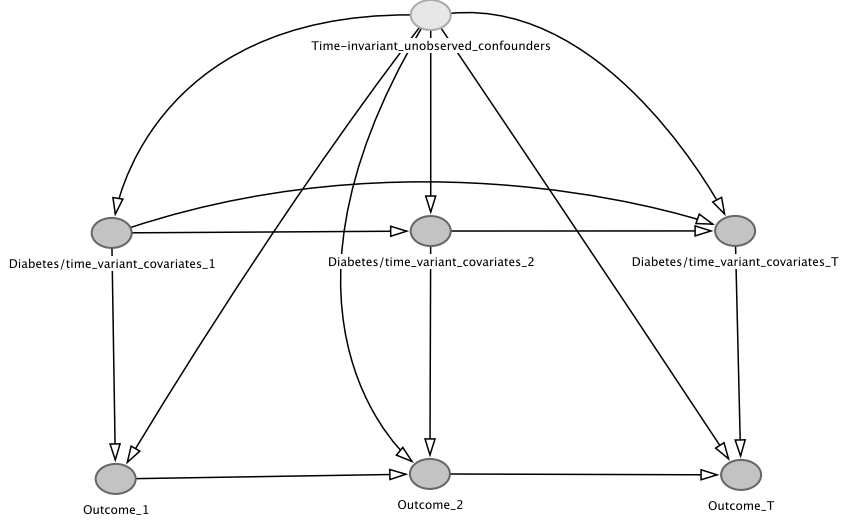 Time-invariant_unobserved_confounders
Diabetes/time_variant_covariates_1
Diabetes/time_variant_covariates_2
Diabetes/time_variant_covariates_T
Outcome_1
Outcome_2
Outcome_T